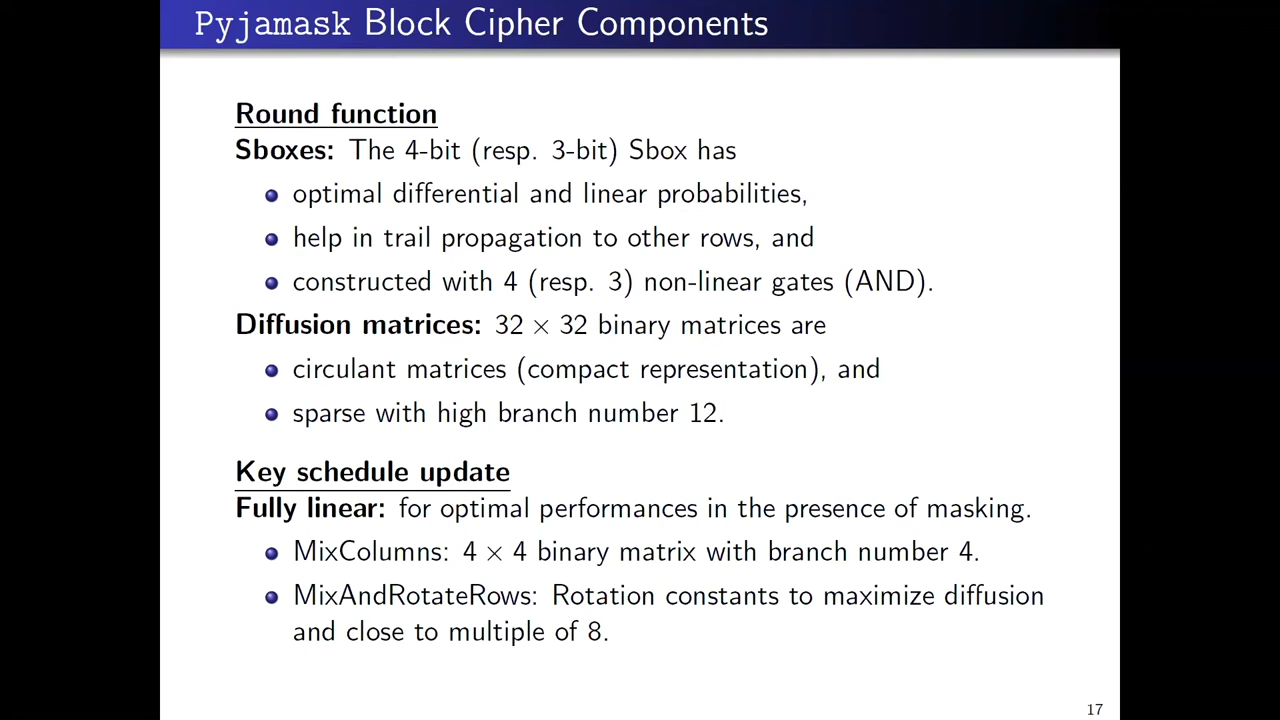 Pyjamask Block Cipher Components
Round function
Sboxes: The 4-bit (resp. 3-bit) Sbox has
optimal differential and linear probabilities,
help in trail propagation to other rows, and
constructed with 4 (resp. 3) non-linear gates (AND).
Diffusion matrices: 32 × 32 binary matrices are
circulant matrices (compact representation), and
sparse with high branch number 12.
Key schedule update
Fully linear: for optimal performances in the presence of masking.
MixColumns: 4 × 4 binary matrix with branch number 4.
MixAndRotateRows: Rotation constants to maximize diffusion
and close to multiple of 8.
17